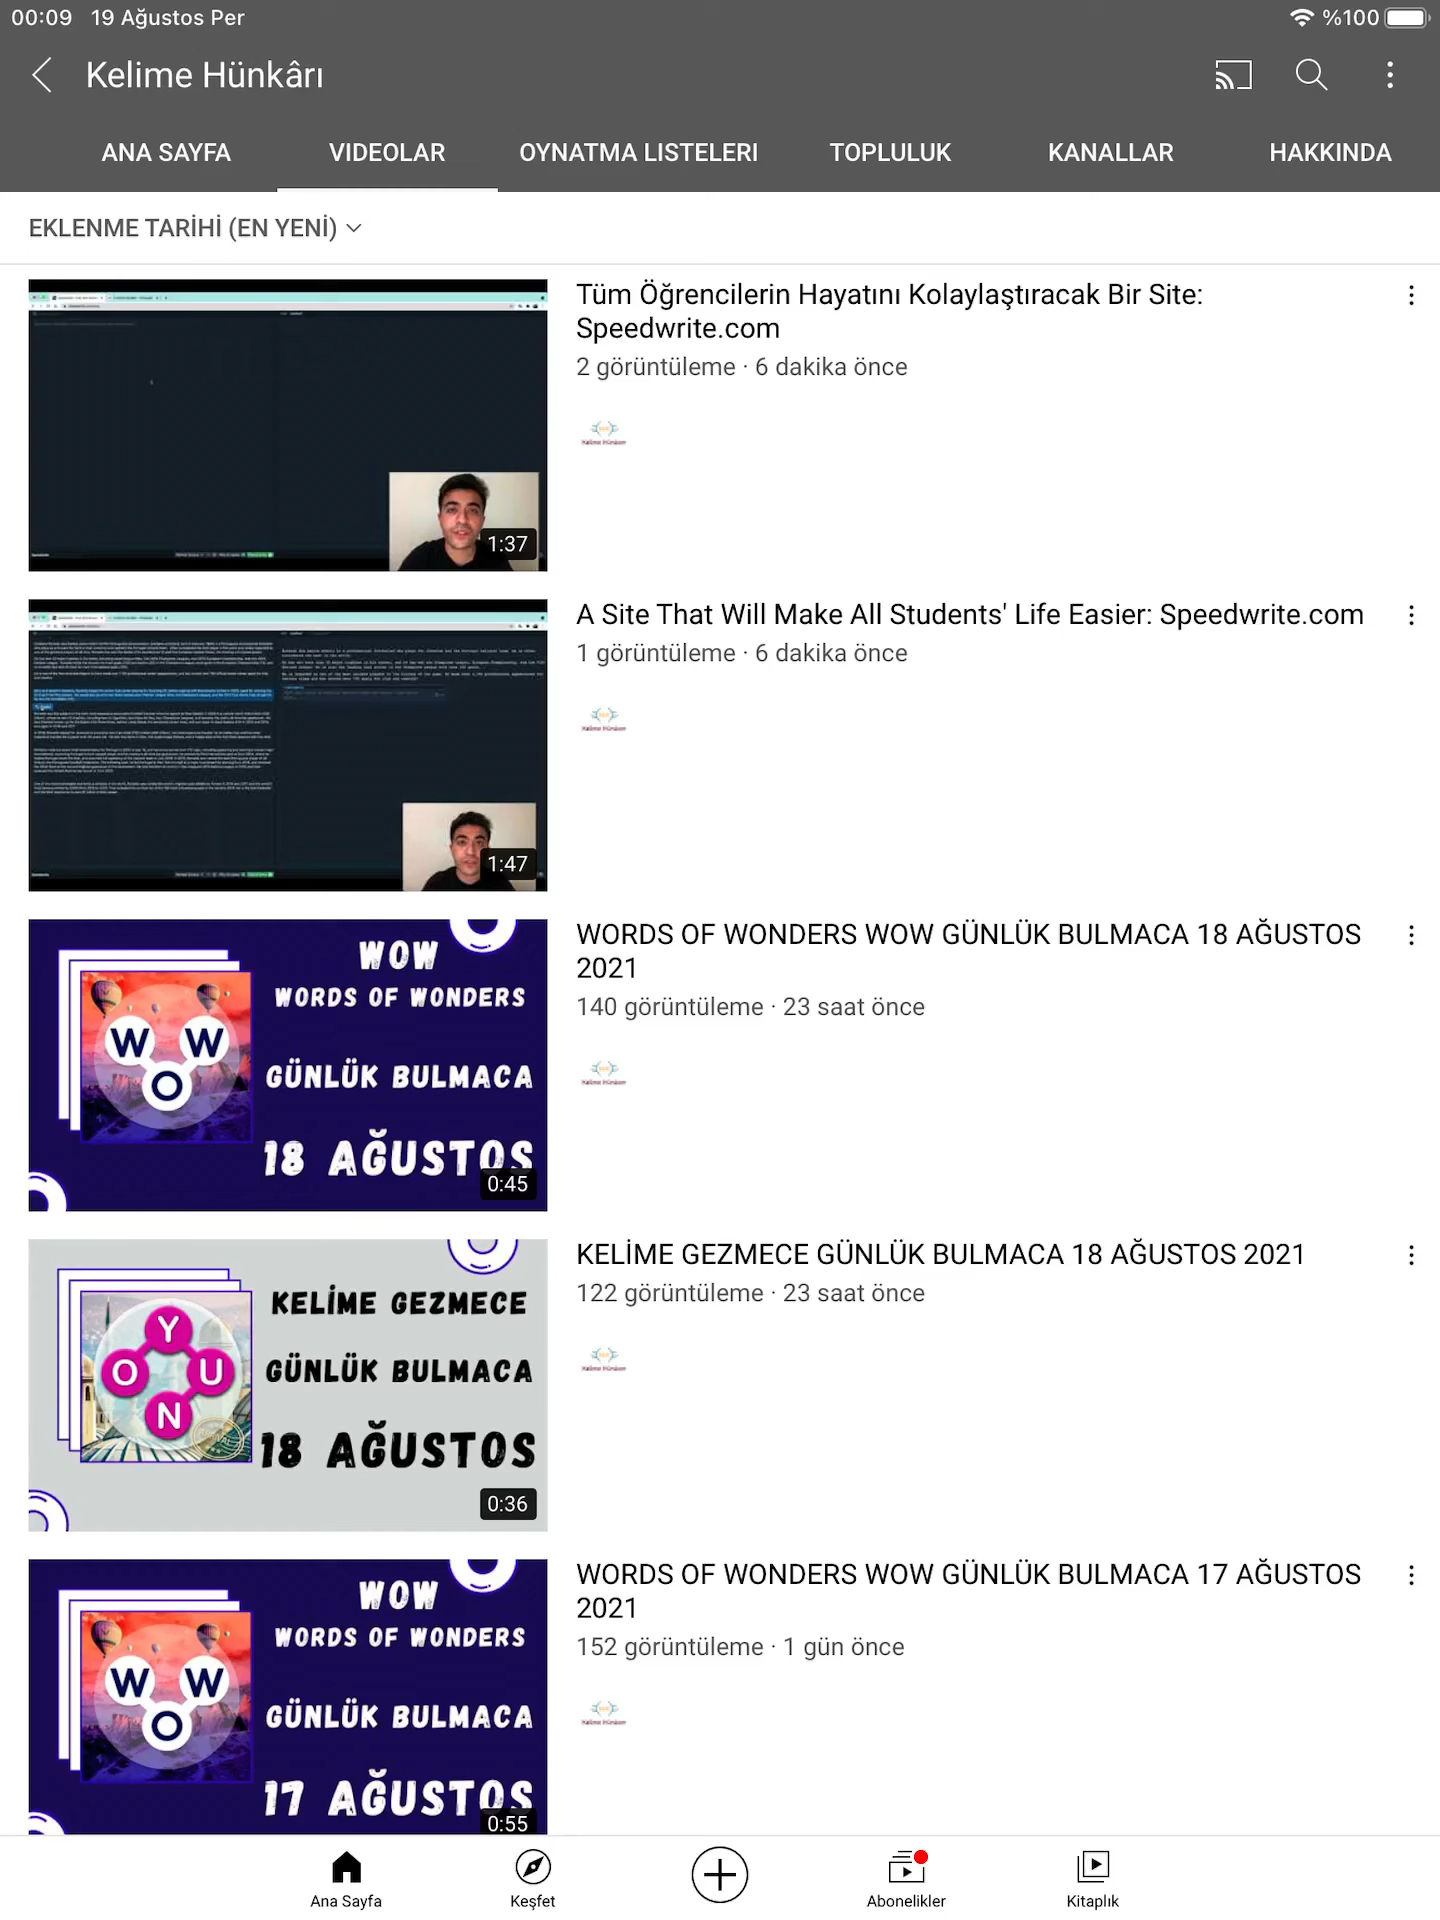 00:09 19 Ağustos Per %100
Kelime Hünkârı
ANA SAYFA VIDEOLAR OYNATMA LISTELERI TOPLULUK KANALLAR HAKKINDA
EKLENME TARİHİ (EN YENİ)
1:37
Tüm Öğrencilerin Hayatını Kolaylaştıracak Bir Site:
Speedwrite.com
2 görüntüleme · 6 dakika önce
1:47
A Site That Will Make All Students' Life Easier: Speedwrite.com
1 görüntüleme · 6 dakika önce
WOW
WORDS OF WONDERS
W W
O
GÜNLÜK BULMACA
18 AĞUSTOS
0:45
WORDS OF WONDERS WOW GÜNLÜK BULMACA 18 AĞUSTOS
2021
140 görüntüleme · 23 saat önce
KELİME GEZMECE
Y
O U
N
GÜNLÜK BULMACA
18 AĞUSTOS
0:36
KELİME GEZMECE GÜNLÜK BULMACA 18 AĞUSTOS 2021
122 görüntüleme · 23 saat önce
WOW
WORDS OF WONDERS
W W
O
GÜNLÜK BULMACA
17 AĞUSTOS
0:55
WORDS OF WONDERS WOW GÜNLÜK BULMACA 17 AĞUSTOS
2021
152 görüntüleme · 1 gün önce
Ana Sayfa Keşfet Abonelikler Kitaplık